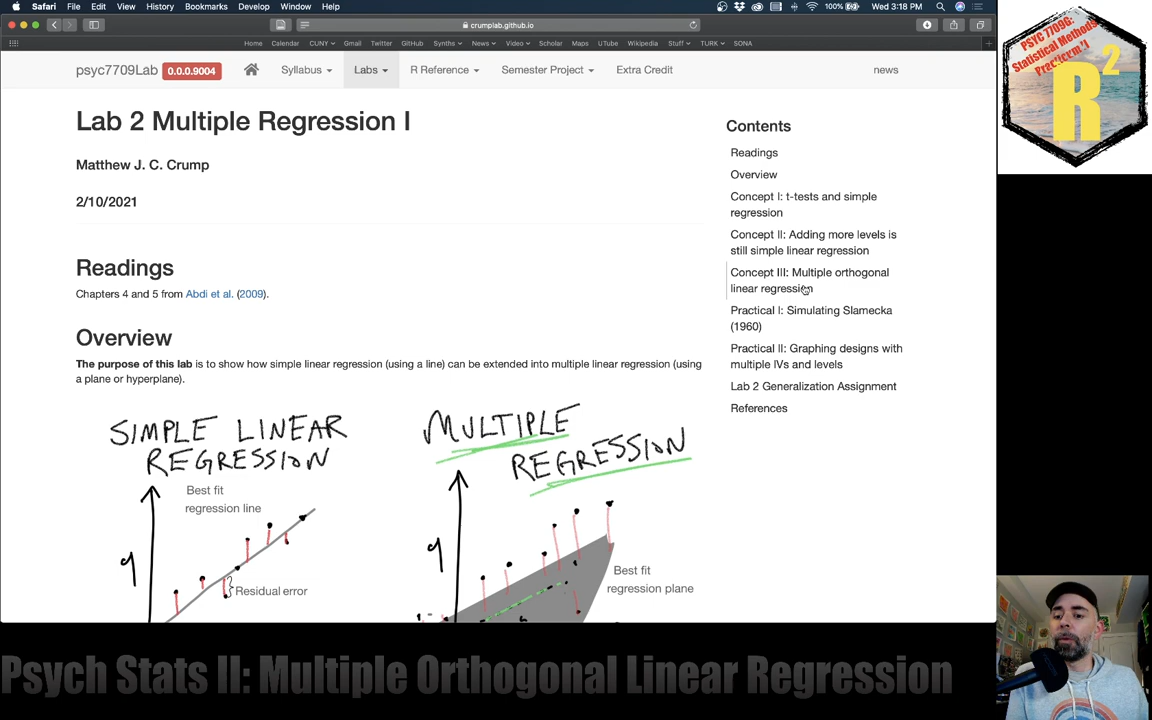 Safari File Edit View History Bookmarks Develop Window Help 100% Wed 3:18 PM
crumplab.github.io
Home Calendar CUNY Gmail Twitter GitHub Synths News Video Scholar Maps UTube Wikipedia Stuff TURK SONA
psyc7709Lab 0.0.0.9004 Syllabus Labs R Reference Semester Project Extra Credit news
PSYC 7709G:
Statistical Methods
Practicum I
R2
Lab 2 Multiple Regression I
Matthew J. C. Crump
2/10/2021
Readings
Chapters 4 and 5 from Abdi et al. (2009).
Overview
The purpose of this lab is to show how simple linear regression (using a line) can be extended into multiple linear regression (using
a plane or hyperplane).
SIMPLE LINEAR
REGRESSION
Best fit
regression line
y
Residual error
MULTIPLE
REGRESSION
y
Best fit
regression plane
Contents
Readings
Overview
Concept I: t-tests and simple
regression
Concept II: Adding more levels is
still simple linear regression
Concept III: Multiple orthogonal
linear regression
Practical I: Simulating Slamecka
(1960)
Practical II: Graphing designs with
multiple IVs and levels
Lab 2 Generalization Assignment
References
Psych Stats II: Multiple Orthogonal Linear Regression